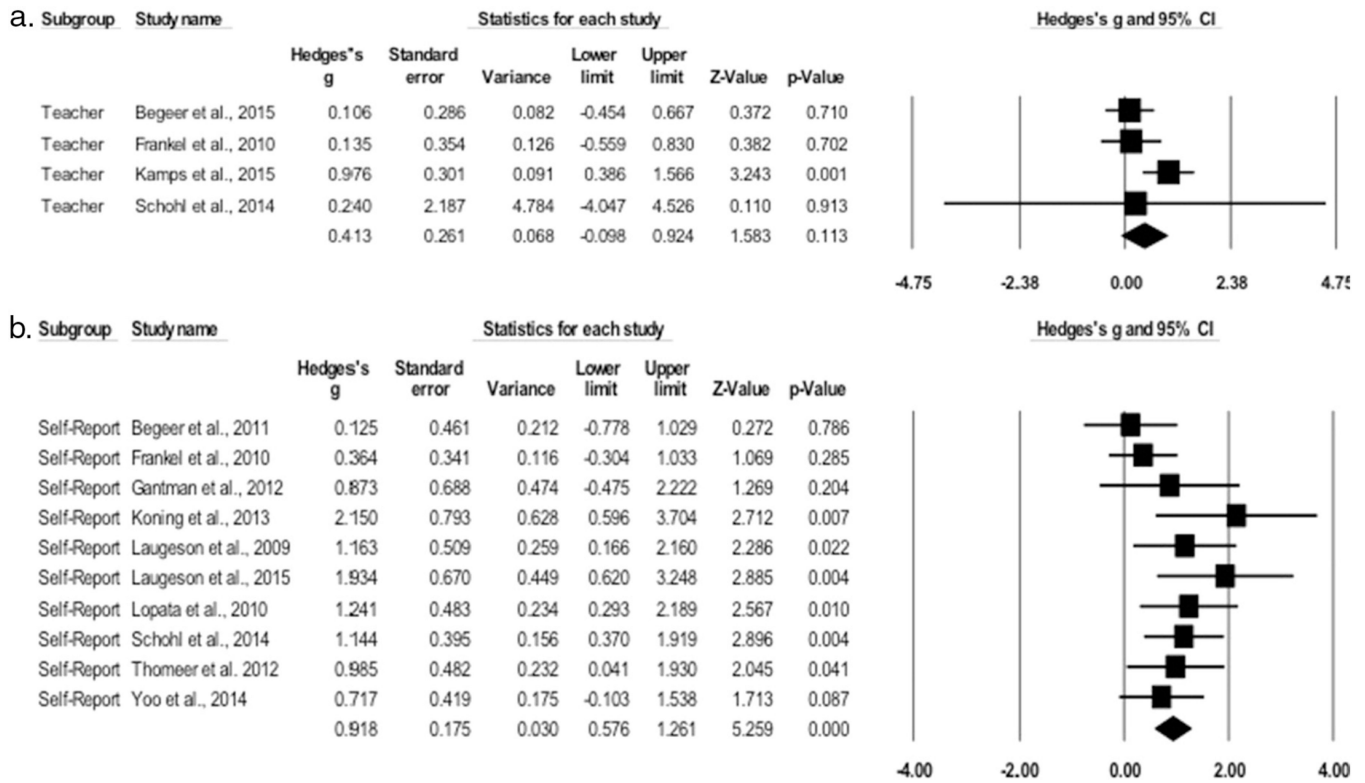 a. Subgroup Study name Statistics for each study Hedges's g and 95% CI
Hedges"s Standard Lower Upper
g error Variance limit limit Z-Value p-Value
Teacher Begeer et al., 2015 0.106 0.286 0.082 -0.454 0.667 0.372 0.710
Teacher Frankel et al., 2010 0.135 0.354 0.126 -0.559 0.830 0.382 0.702
Teacher Kamps et al., 2015 0.976 0.301 0.091 0.386 1.566 3.243 0.001
Teacher Schohl et al., 2014 0.240 2.187 4.784 -4.047 4.526 0.110 0.913
0.413 0.261 0.068 -0.098 0.924 1.583 0.113
-4.75 -2.38 0.00 2.38 4.75
b. Subgroup Study name Statistics for each study Hedges's g and 95% CI
Hedges's Standard Lower Upper
g error Variance limit limit Z-Value p-Value
Self-Report Begeer et al., 2011 0.125 0.461 0.212 -0.778 1.029 0.272 0.786
Self-Report Frankel et al., 2010 0.364 0.341 0.116 -0.304 1.033 1.069 0.285
Self-Report Gantman et al., 2012 0.873 0.688 0.474 -0.475 2.222 1.269 0.204
Self-Report Koning et al., 2013 2.150 0.793 0.628 0.596 3.704 2.712 0.007
Self-Report Laugeson et al., 2009 1.163 0.509 0.259 0.166 2.160 2.286 0.022
Self-Report Laugeson et al., 2015 1.934 0.670 0.449 0.620 3.248 2.885 0.004
Self-Report Lopata et al., 2010 1.241 0.483 0.234 0.293 2.189 2.567 0.010
Self-Report Schohl et al., 2014 1.144 0.395 0.156 0.370 1.919 2.896 0.004
Self-Report Thomeer et al. 2012 0.985 0.482 0.232 0.041 1.930 2.045 0.041
Self-Report Yoo et al., 2014 0.717 0.419 0.175 -0.103 1.538 1.713 0.087
0.918 0.175 0.030 0.576 1.261 5.259 0.000
-4.00 -2.00 0.00 2.00 4.00